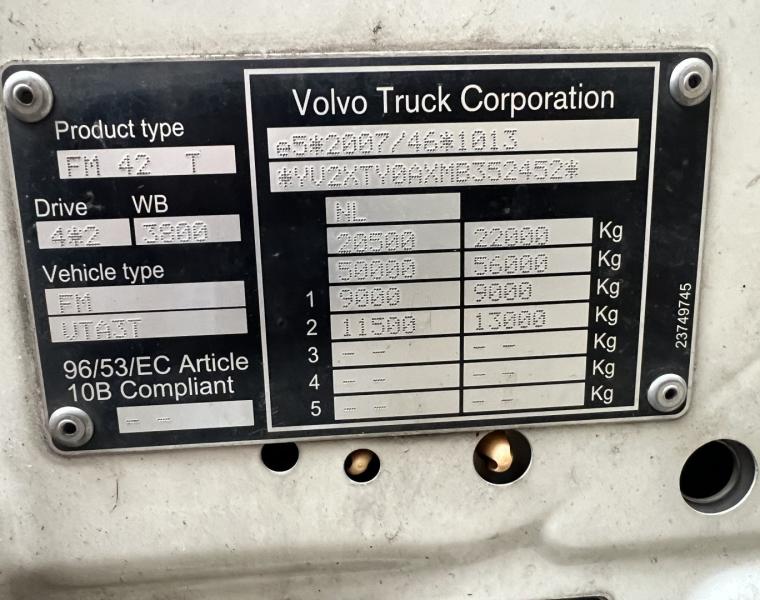 Volvo Truck Corporation
Product type
FM 42 T
Drive WB
4*2 3800
Vehicle type
FM
VTA3T
96/53/EC Article
10B Compliant
-- --
e5*2007/46*1013
*YV2XTY0AXMB352452*
NL
20500 22000 Kg
50000 56000 Kg
1 9000 9000 Kg
2 11500 13000 Kg
3 -- -- -- -- Kg
4 -- -- -- -- Kg
5 -- -- -- -- Kg
23749745